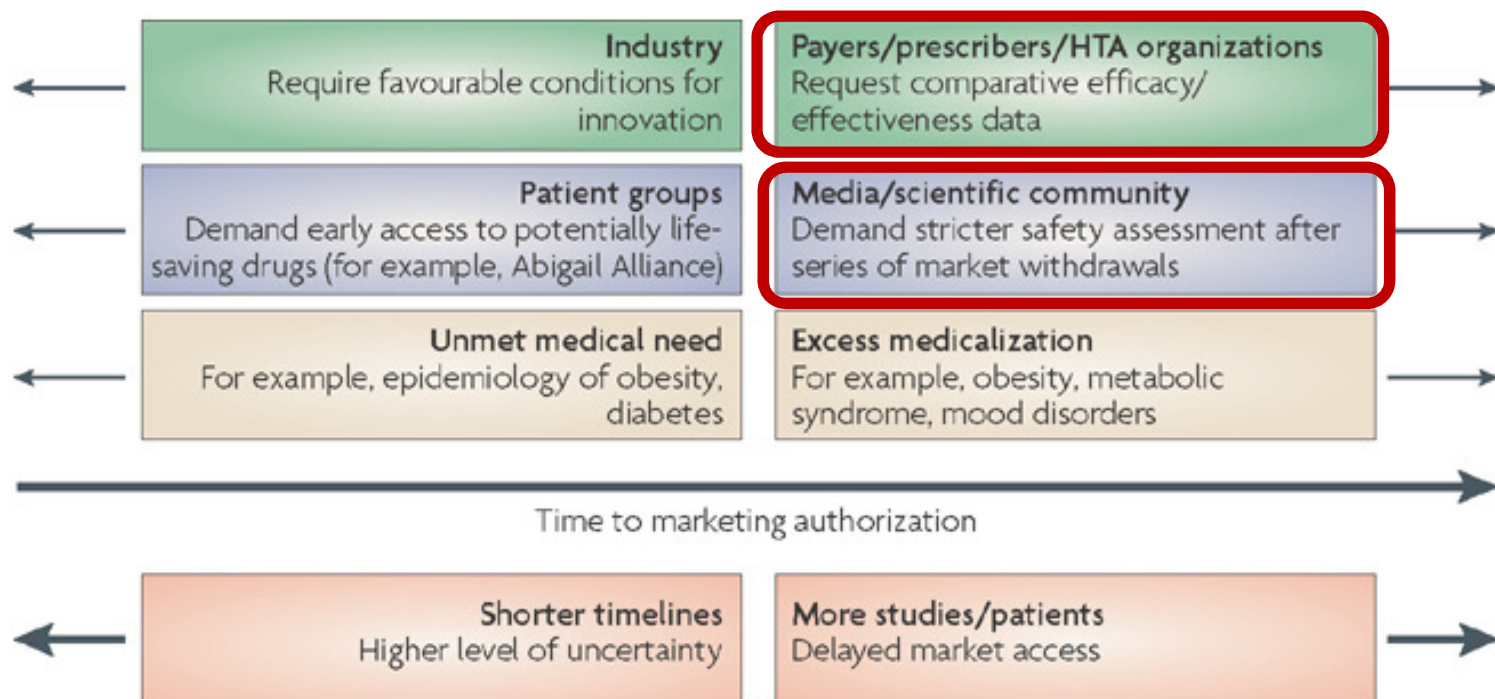 Industry
Require favourable conditions for
innovation
Payers/prescribers/HTA organizations
Request comparative efficacy/
effectiveness data
Patient groups
Demand early access to potentially life-
saving drugs (for example, Abigail Alliance)
Media/scientific community
Demand stricter safety assessment after
series of market withdrawals
Unmet medical need
For example, epidemiology of obesity,
diabetes
Excess medicalization
For example, obesity, metabolic
syndrome, mood disorders
Time to marketing authorization
Shorter timelines
Higher level of uncertainty
More studies/patients
Delayed market access